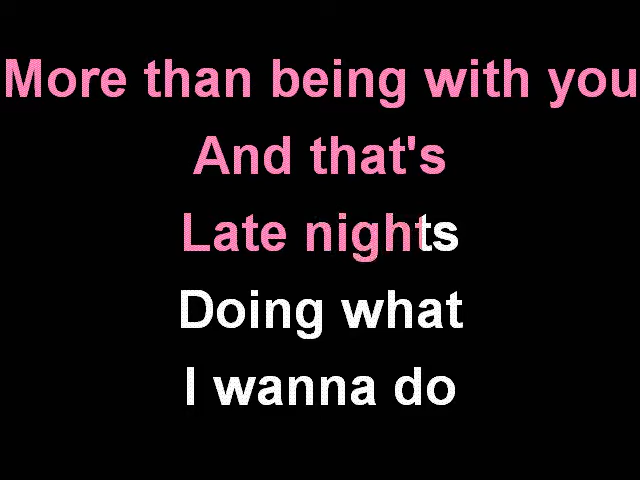 More than being with you
And that's
Late nights
Doing what
I wanna do